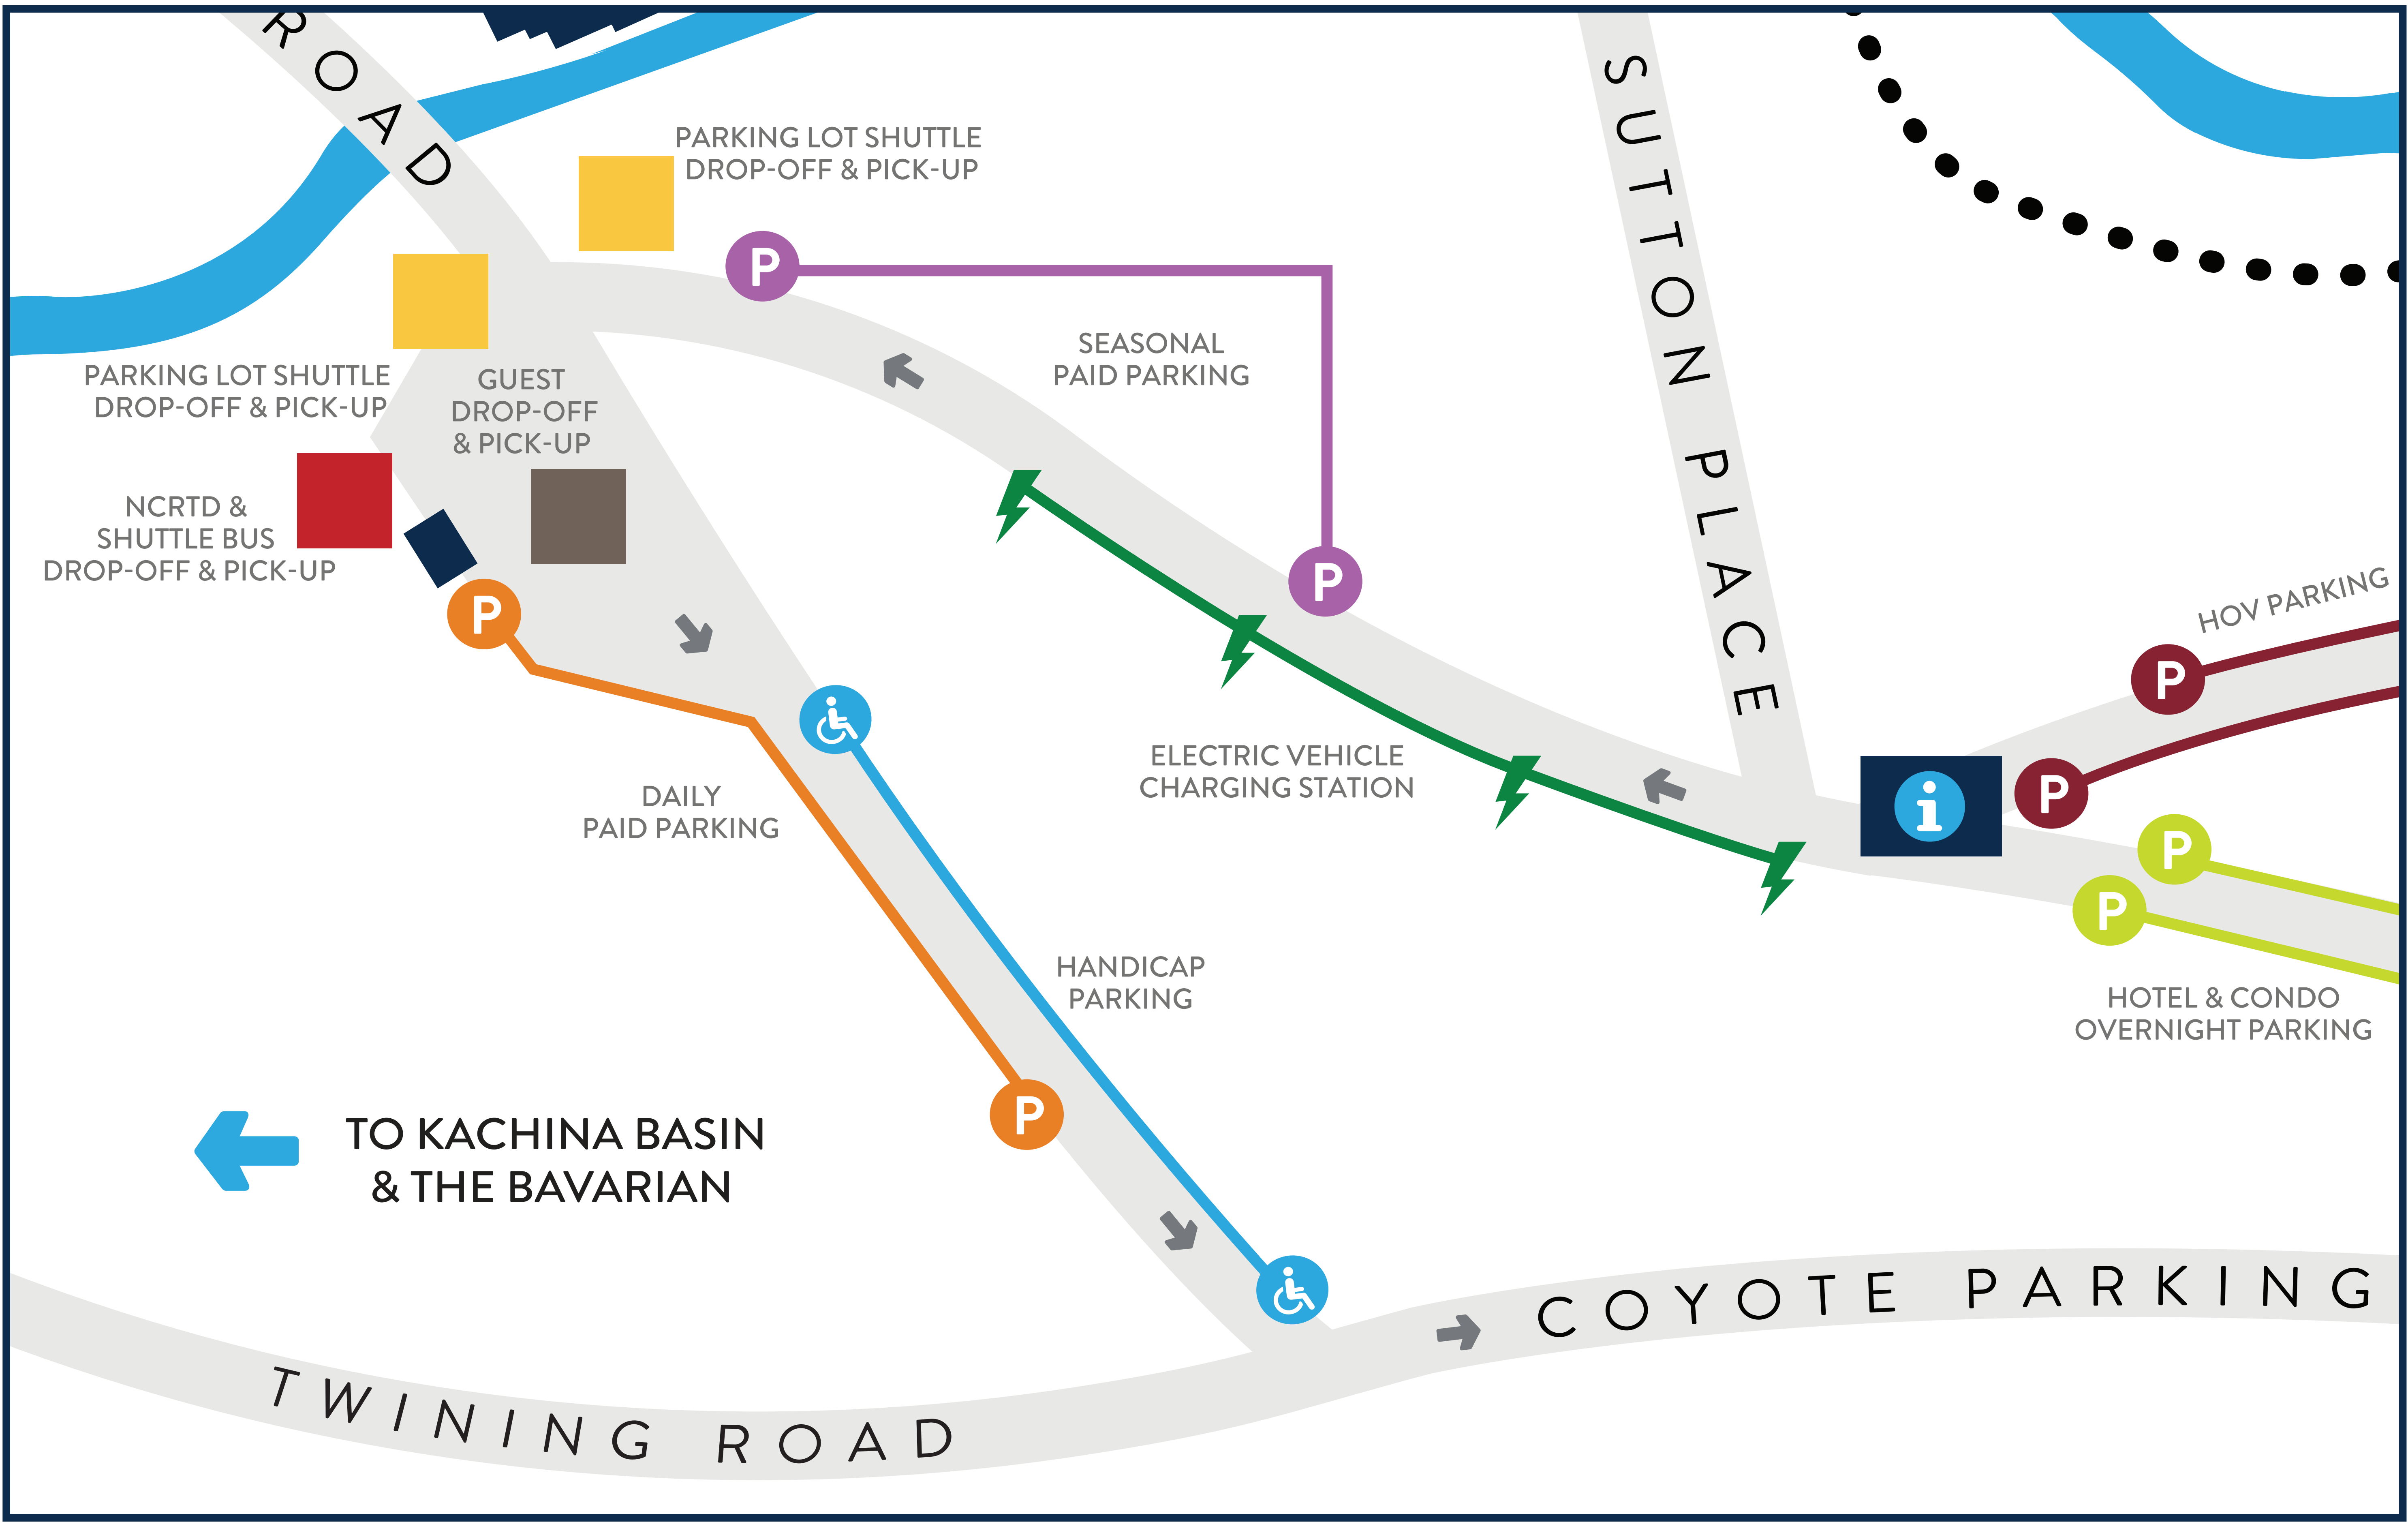 ROAD
PARKING LOT SHUTTLE
DROP-OFF & PICK-UP
P
SEASONAL
PAID PARKING
P
SUTTON PLACE
PARKING LOT SHUTTLE
DROP-OFF & PICK-UP
GUEST
DROP-OFF
& PICK-UP
NCRTD &
SHUTTLE BUS
DROP-OFF & PICK-UP
P
DAILY
PAID PARKING
P
ELECTRIC VEHICLE
CHARGING STATION
HOV PARKING
P
P
i
P
P
HOTEL & CONDO
OVERNIGHT PARKING
HANDICAP
PARKING
TO KACHINA BASIN
& THE BAVARIAN
COYOTE PARKING
TWINING ROAD